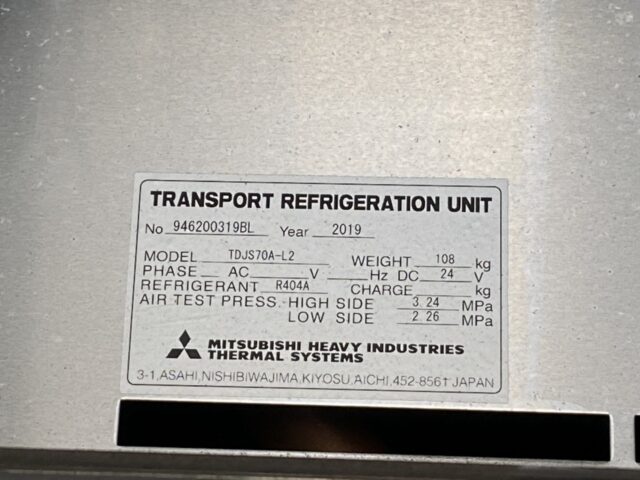 TRANSPORT REFRIGERATION UNIT
No 946200319BL Year 2019
MODEL TDJS70A-L2 WEIGHT 108 kg
PHASE AC V Hz DC 24 V
REFRIGERANT R404A CHARGE kg
AIR TEST PRESS. HIGH SIDE 3.24 MPa
LOW SIDE 2.26 MPa
MITSUBISHI HEAVY INDUSTRIES
THERMAL SYSTEMS
3-1,ASAHI,NISHIBIWAJIMA,KIYOSU,AICHI,452-8561 JAPAN